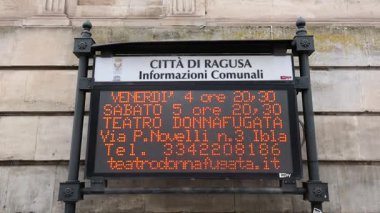 CITTÀ DI RAGUSA
Informazioni Comunali
VENERDI' 4 ore 20,30
SABATO 5 ore 20,30
TEATRO DONNAFUGATA
Via P.Novelli n.3 Ibla
Tel. 3342208186
teatrodonnafugata.it